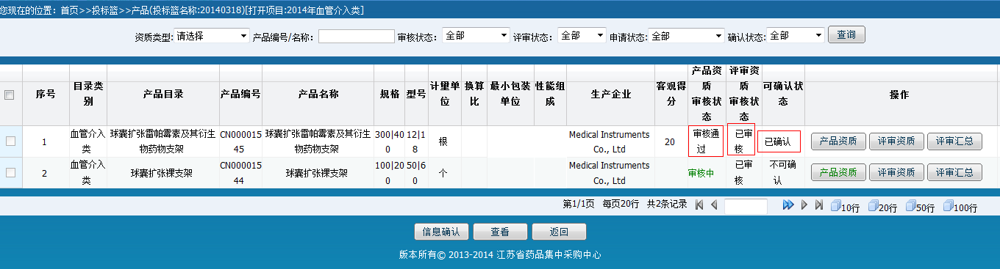 您现在的位置：首页>>投标篮>>产品(投标篮名称:20140318)[打开项目:2014年血管介入类]
资质类型:请选择 产品编号/名称: 审核状态: 全部 评审状态: 全部 申请状态:全部 确认状态:全部 查询
序号 目录类别 产品目录 产品编号 产品名称 规格 型号 计量单位 换算比 最小包装单位 性能组成 生产企业 客观得分 产品资质审核状态 评审资质审核状态 可确认状态 操作
1 血管介入类 球囊扩张雷帕霉素及其衍生物药物支架 CN00001545 球囊扩张雷帕霉素及其衍生物药物支架 300|400 12|18 根 Medical Instruments Co., Ltd 20 审核通过 已审核 已确认 产品资质 评审资质 评审汇总
2 血管介入类 球囊扩张裸支架 CN00001544 球囊扩张裸支架 100|200 50|60 个 Medical Instruments Co., Ltd 审核中 已审核 不可确认 产品资质 评审资质 评审汇总
第1/1页 每页20行 共2条记录 10行 20行 50行 100行
信息确认 查看 返回
版本所有© 2013-2014 江苏省药品集中采购中心